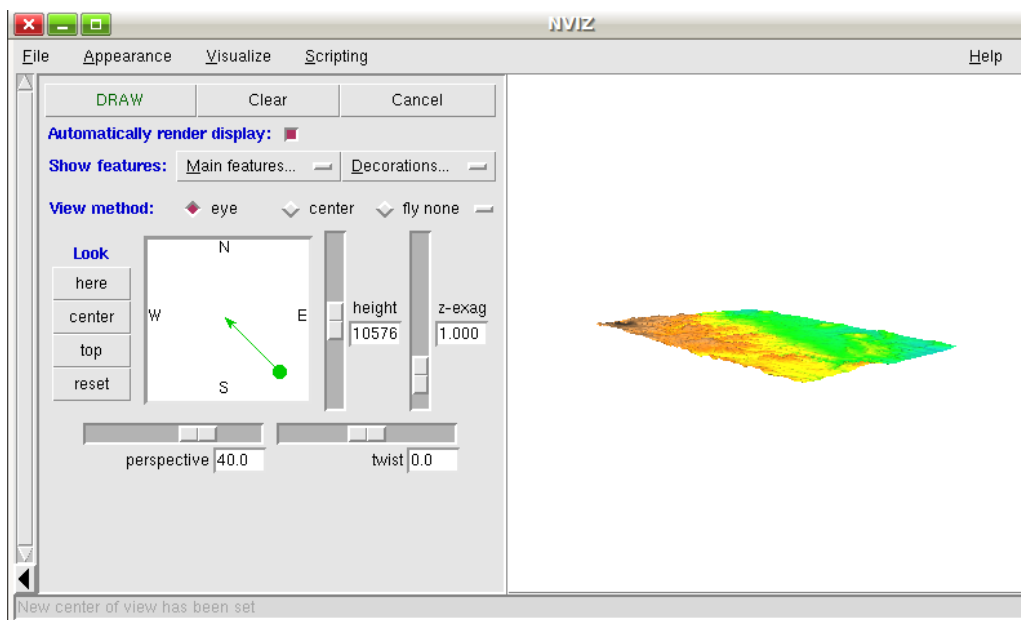 NVIZ
File Appearance Visualize Scripting Help
DRAW Clear Cancel
Automatically render display:
Show features: Main features... Decorations...
View method: eye center fly none
Look
here
center
top
reset
N
W E
S
height z-exag
10576 1.000
perspective 40.0 twist 0.0
New center of view has been set